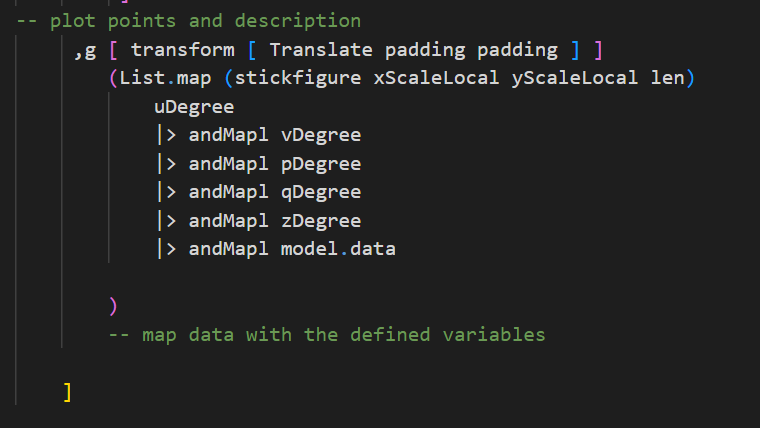 ]
-- plot points and description
,g [ transform [ Translate padding padding ] ]
(List.map (stickfigure xScaleLocal yScaleLocal len)
uDegree
|> andMapl vDegree
|> andMapl pDegree
|> andMapl qDegree
|> andMapl zDegree
|> andMapl model.data
)
-- map data with the defined variables
]